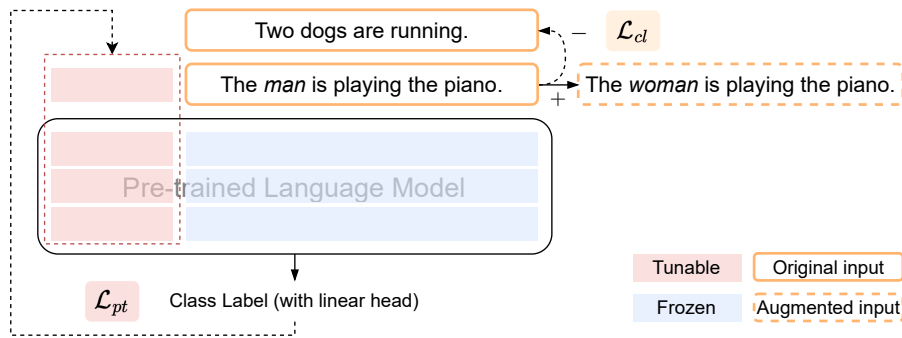 Two dogs are running.
−
𝓛cl
The man is playing the piano.
+
The woman is playing the piano.
Pre-trained Language Model
Tunable
Original input
𝓛pt
Class Label (with linear head)
Frozen
Augmented input